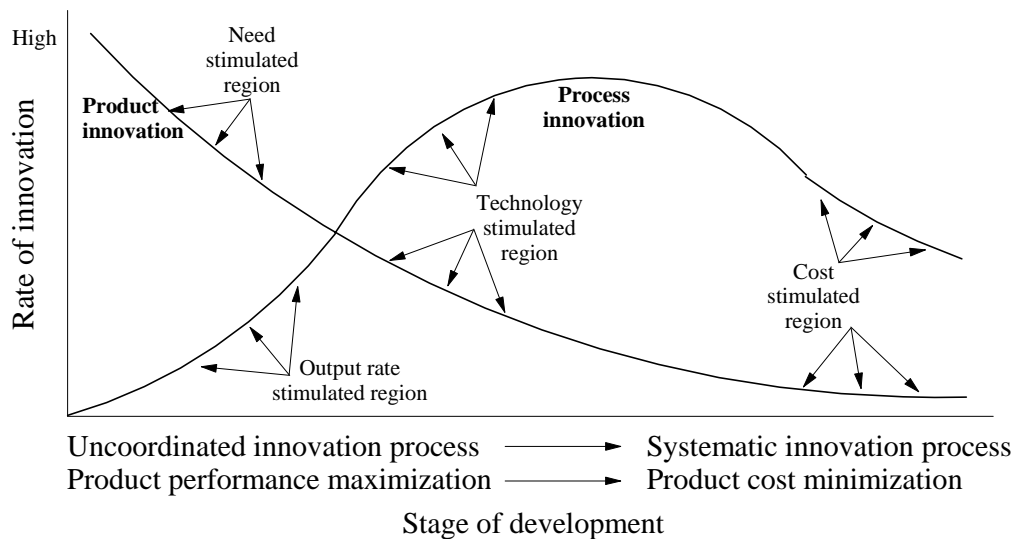 High
Need
stimulated
region
Product
innovation
Process
innovation
Rate of innovation
Technology
stimulated
region
Cost
stimulated
region
Output rate
stimulated region
Uncoordinated innovation process
Systematic innovation process
Product performance maximization
Product cost minimization
Stage of development